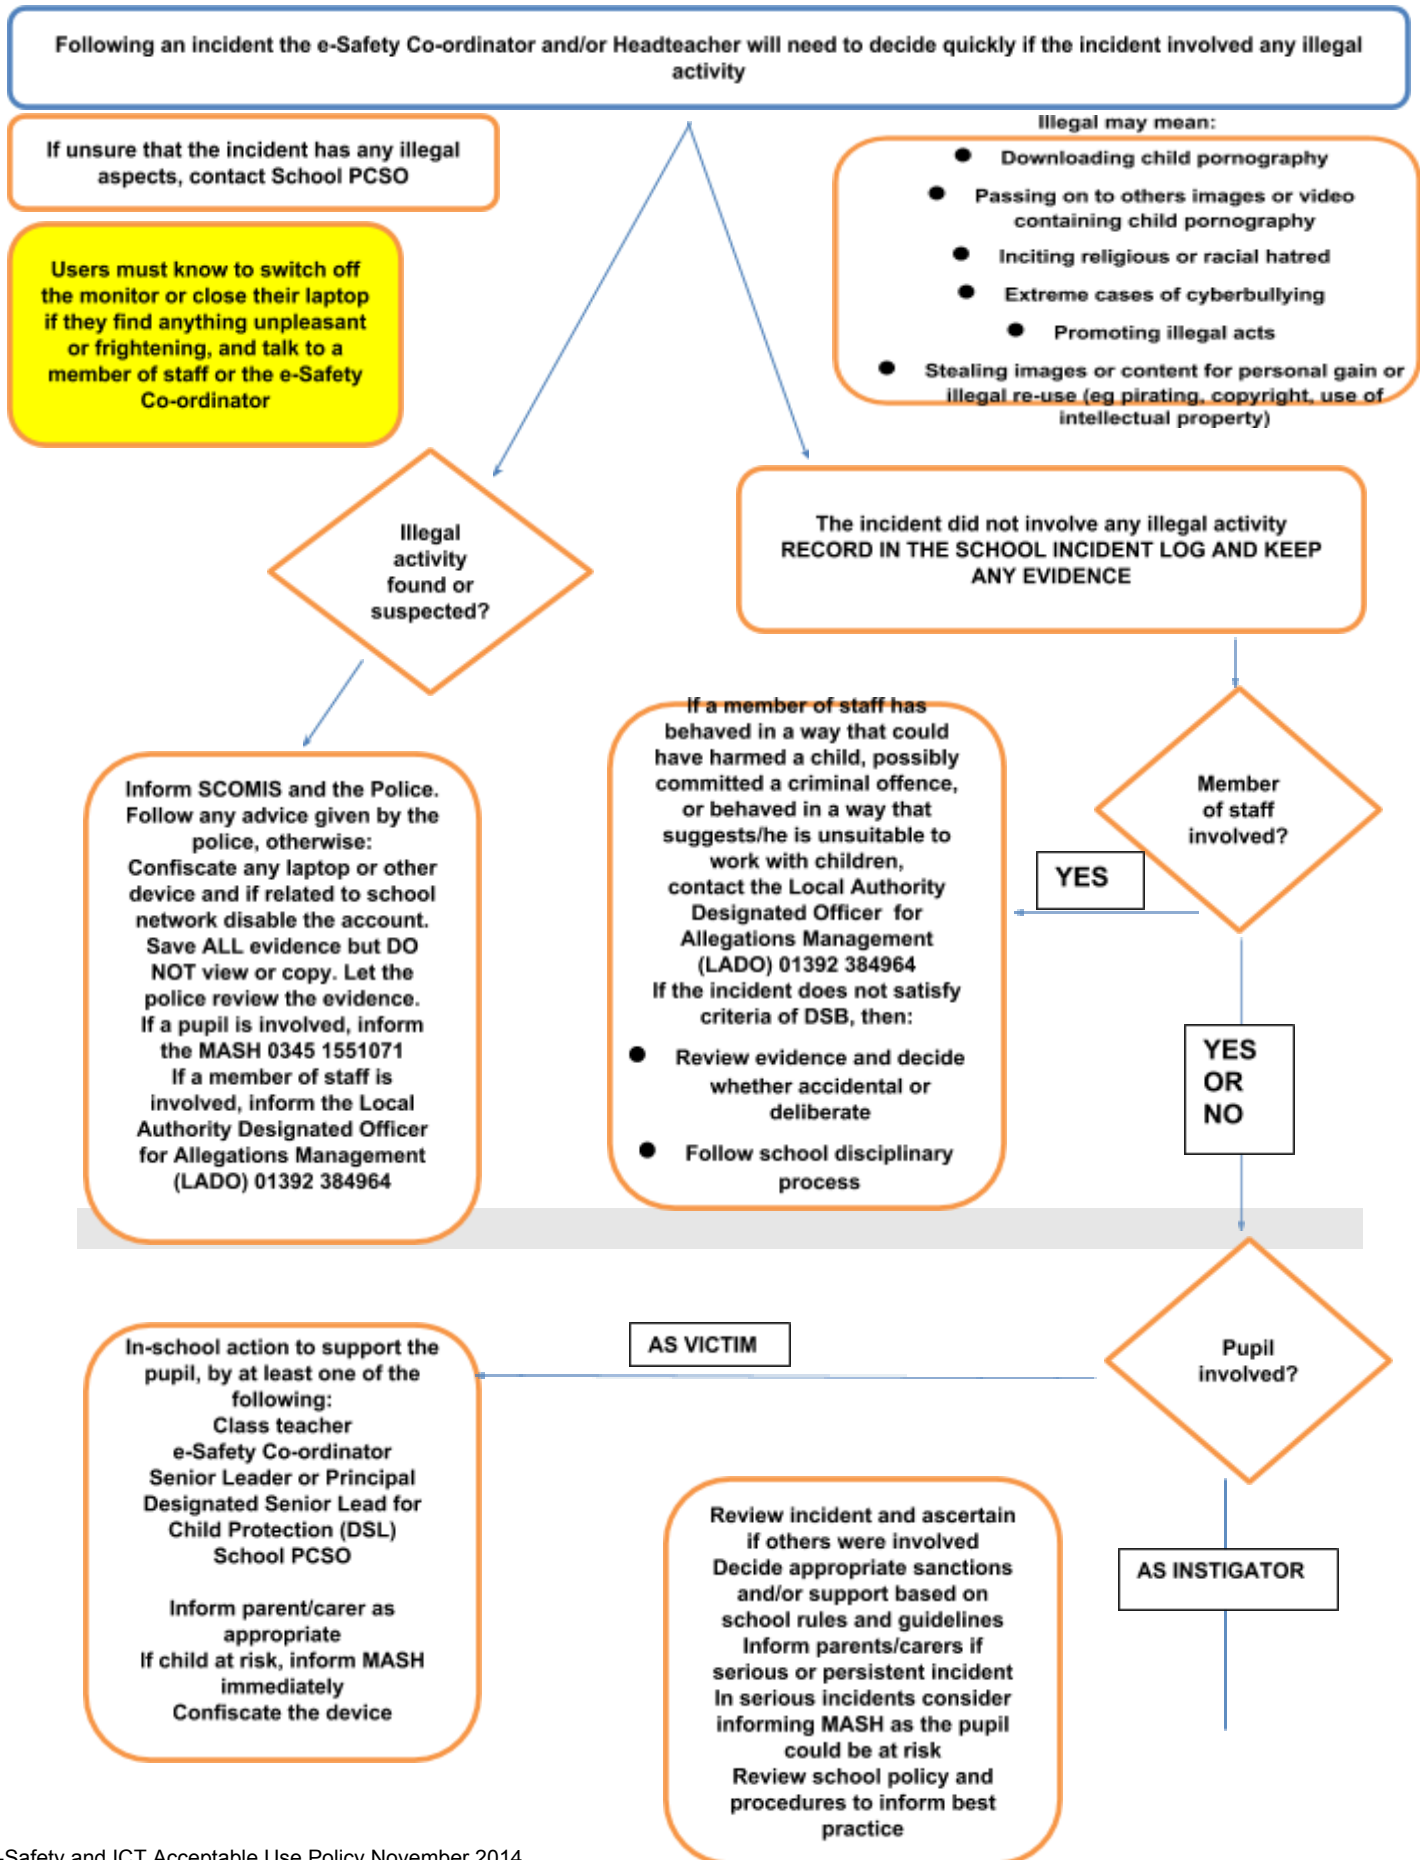 Following an incident the e-Safety Co-ordinator and/or Headteacher will need to decide quickly if the incident involved any illegal
activity
If unsure that the incident has any illegal
aspects, contact School PCSO
Users must know to switch off
the monitor or close their laptop
if they find anything unpleasant
or frightening, and talk to a
member of staff or the e-Safety
Co-ordinator
Illegal may mean:
● Downloading child pornography
● Passing on to others images or video
containing child pornography
● Inciting religious or racial hatred
● Extreme cases of cyberbullying
● Promoting illegal acts
● Stealing images or content for personal gain or
illegal re-use (eg pirating, copyright, use of
intellectual property)
Illegal
activity
found or
suspected?
The incident did not involve any illegal activity
RECORD IN THE SCHOOL INCIDENT LOG AND KEEP
ANY EVIDENCE
Inform SCOMIS and the Police.
Follow any advice given by the
police, otherwise:
Confiscate any laptop or other
device and if related to school
network disable the account.
Save ALL evidence but DO
NOT view or copy. Let the
police review the evidence.
If a pupil is involved, inform
the MASH 0345 1551071
If a member of staff is
involved, inform the Local
Authority Designated Officer
for Allegations Management
(LADO) 01392 384964
If a member of staff has
behaved in a way that could
have harmed a child, possibly
committed a criminal offence,
or behaved in a way that
suggests/he is unsuitable to
work with children,
contact the Local Authority
Designated Officer for
Allegations Management
(LADO) 01392 384964
If the incident does not satisfy
criteria of DSB, then:
● Review evidence and decide
whether accidental or
deliberate
● Follow school disciplinary
process
Member
of staff
involved?
YES
YES
OR
NO
Pupil
involved?
AS VICTIM
In-school action to support the
pupil, by at least one of the
following:
Class teacher
e-Safety Co-ordinator
Senior Leader or Principal
Designated Senior Lead for
Child Protection (DSL)
School PCSO
Inform parent/carer as
appropriate
If child at risk, inform MASH
immediately
Confiscate the device
AS INSTIGATOR
Review incident and ascertain
if others were involved
Decide appropriate sanctions
and/or support based on
school rules and guidelines
Inform parents/carers if
serious or persistent incident
In serious incidents consider
informing MASH as the pupil
could be at risk
Review school policy and
procedures to inform best
practice
-Safety and ICT Acceptable Use Policy November 2014